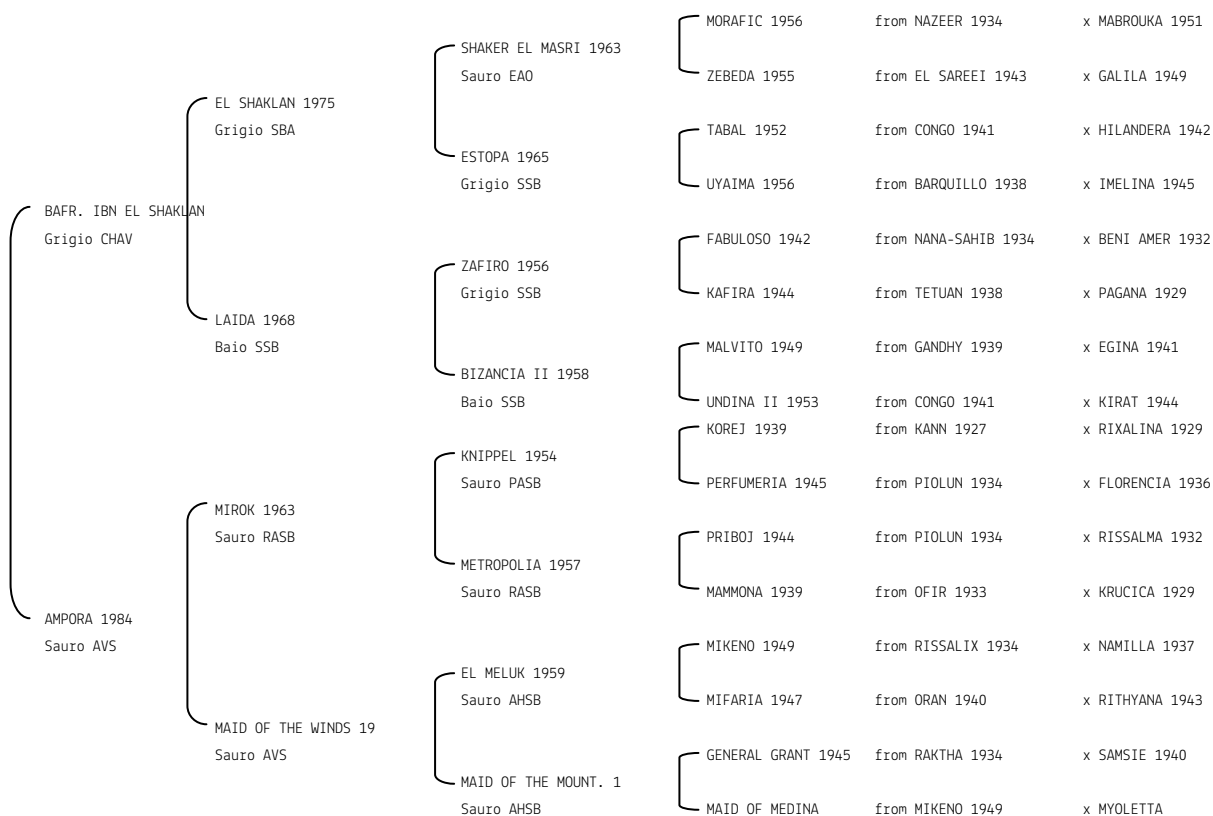 MORAFIC 1956 from NAZEER 1934 x MABROUKA 1951
SHAKER EL MASRI 1963
Sauro EAO
ZEBEDA 1955 from EL SAREEI 1943 x GALILA 1949
EL SHAKLAN 1975
Grigio SBA
TABAL 1952 from CONGO 1941 x HILANDERA 1942
ESTOPA 1965
Grigio SSB
UYAIMA 1956 from BARQUILLO 1938 x IMELINA 1945
BAFR. IBN EL SHAKLAN
Grigio CHAV
FABULOSO 1942 from NANA-SAHIB 1934 x BENI AMER 1932
ZAFIRO 1956
Grigio SSB
KAFIRA 1944 from TETUAN 1938 x PAGANA 1929
LAIDA 1968
Baio SSB
MALVITO 1949 from GANDHY 1939 x EGINA 1941
BIZANCIA II 1958
Baio SSB
UNDINA II 1953 from CONGO 1941 x KIRAT 1944
KOREJ 1939 from KANN 1927 x RIXALINA 1929
KNIPPEL 1954
Sauro PASB
PERFUMERIA 1945 from PIOLUN 1934 x FLORENCIA 1936
MIROK 1963
Sauro RASB
PRIBOJ 1944 from PIOLUN 1934 x RISSALMA 1932
METROPOLIA 1957
Sauro RASB
MAMMONA 1939 from OFIR 1933 x KRUCICA 1929
AMPORA 1984
Sauro AVS
MIKENO 1949 from RISSALIX 1934 x NAMILLA 1937
EL MELUK 1959
Sauro AHSB
MIFARIA 1947 from ORAN 1940 x RITHYANA 1943
MAID OF THE WINDS 19
Sauro AVS
GENERAL GRANT 1945 from RAKTHA 1934 x SAMSIE 1940
MAID OF THE MOUNT. 1
Sauro AHSB
MAID OF MEDINA from MIKENO 1949 x MYOLETTA